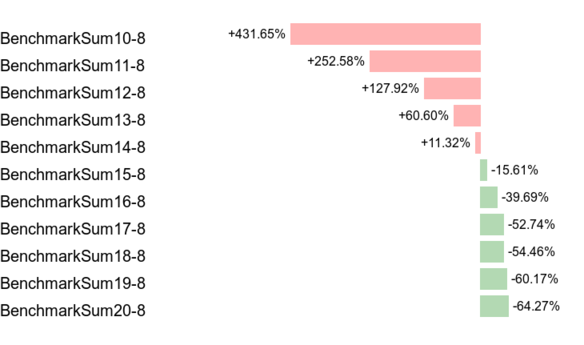 BenchmarkSum10-8 +431.65%
BenchmarkSum11-8 +252.58%
BenchmarkSum12-8 +127.92%
BenchmarkSum13-8 +60.60%
BenchmarkSum14-8 +11.32%
BenchmarkSum15-8 -15.61%
BenchmarkSum16-8 -39.69%
BenchmarkSum17-8 -52.74%
BenchmarkSum18-8 -54.46%
BenchmarkSum19-8 -60.17%
BenchmarkSum20-8 -64.27%